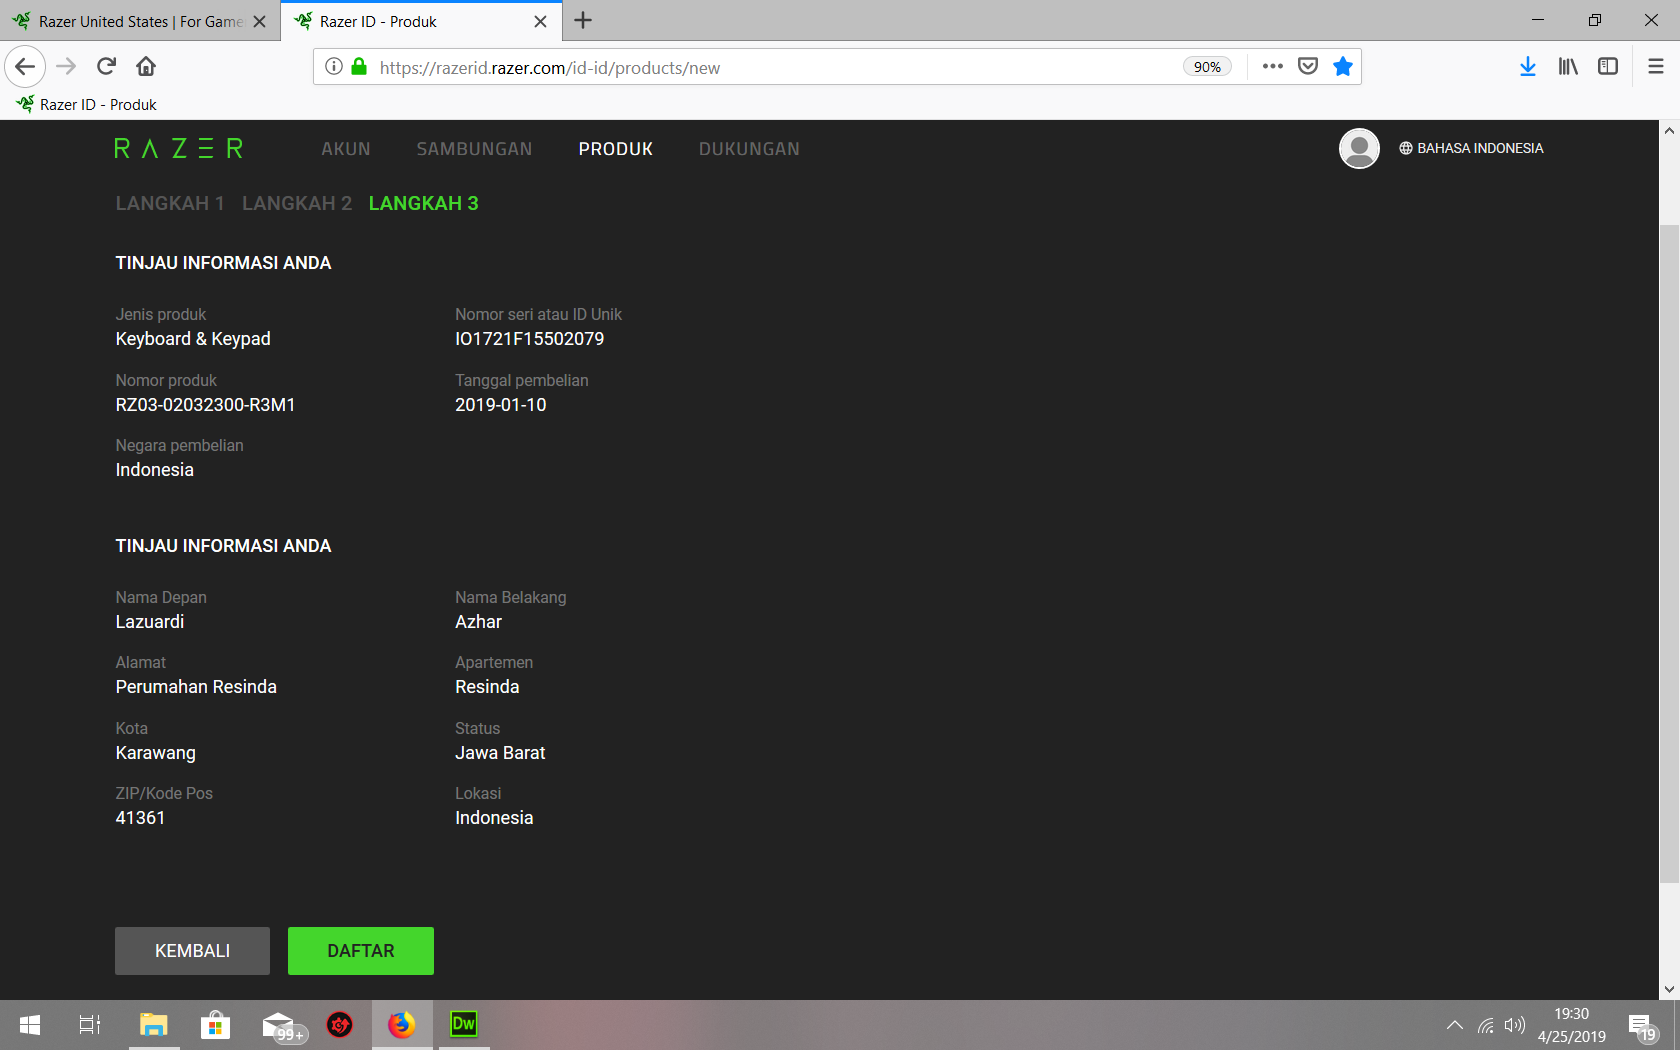 Razer United States | For Game
Razer ID - Produk
https://razerid.razer.com/id-id/products/new
90%
Razer ID - Produk
RAZER
AKUN
SAMBUNGAN
PRODUK
DUKUNGAN
BAHASA INDONESIA
LANGKAH 1
LANGKAH 2
LANGKAH 3
TINJAU INFORMASI ANDA
Jenis produk
Keyboard & Keypad
Nomor seri atau ID Unik
IO1721F15502079
Nomor produk
RZ03-02032300-R3M1
Tanggal pembelian
2019-01-10
Negara pembelian
Indonesia
TINJAU INFORMASI ANDA
Nama Depan
Lazuardi
Nama Belakang
Azhar
Alamat
Perumahan Resinda
Apartemen
Resinda
Kota
Karawang
Status
Jawa Barat
ZIP/Kode Pos
41361
Lokasi
Indonesia
KEMBALI
DAFTAR
99+
Dw
19:30
4/25/2019
19